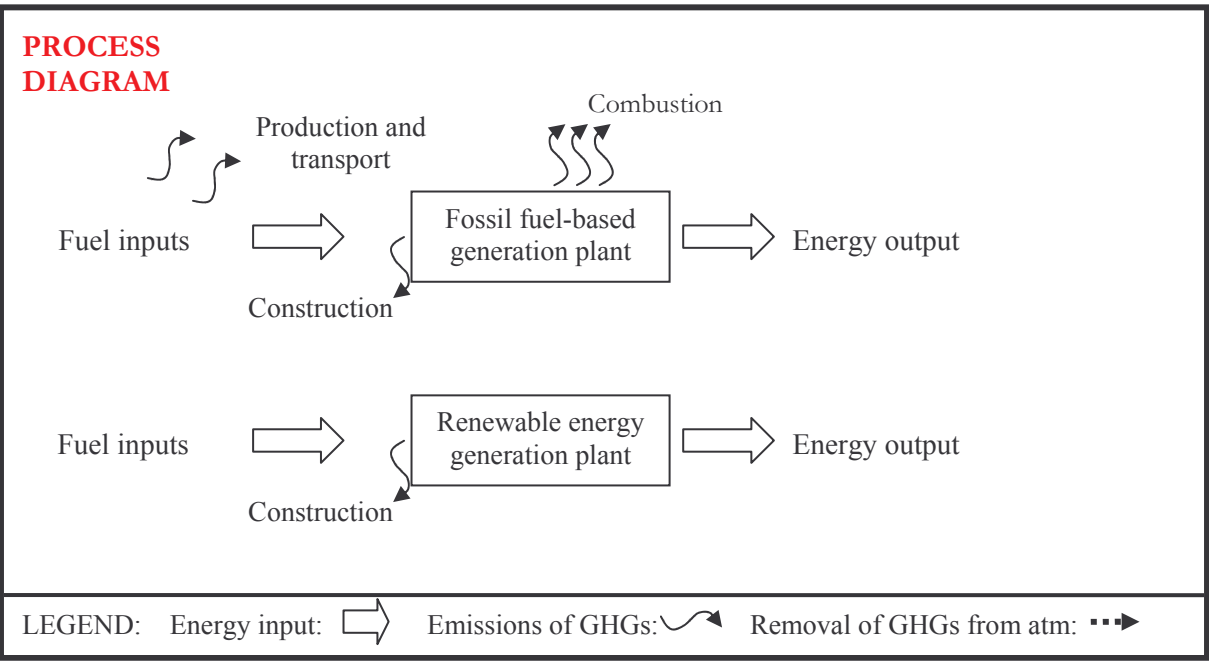 PROCESS
DIAGRAM
Combustion
Production and
transport
Fuel inputs
Fossil fuel-based
generation plant
Energy output
Construction
Fuel inputs
Renewable energy
generation plant
Energy output
Construction
LEGEND: Energy input: Emissions of GHGs: Removal of GHGs from atm: